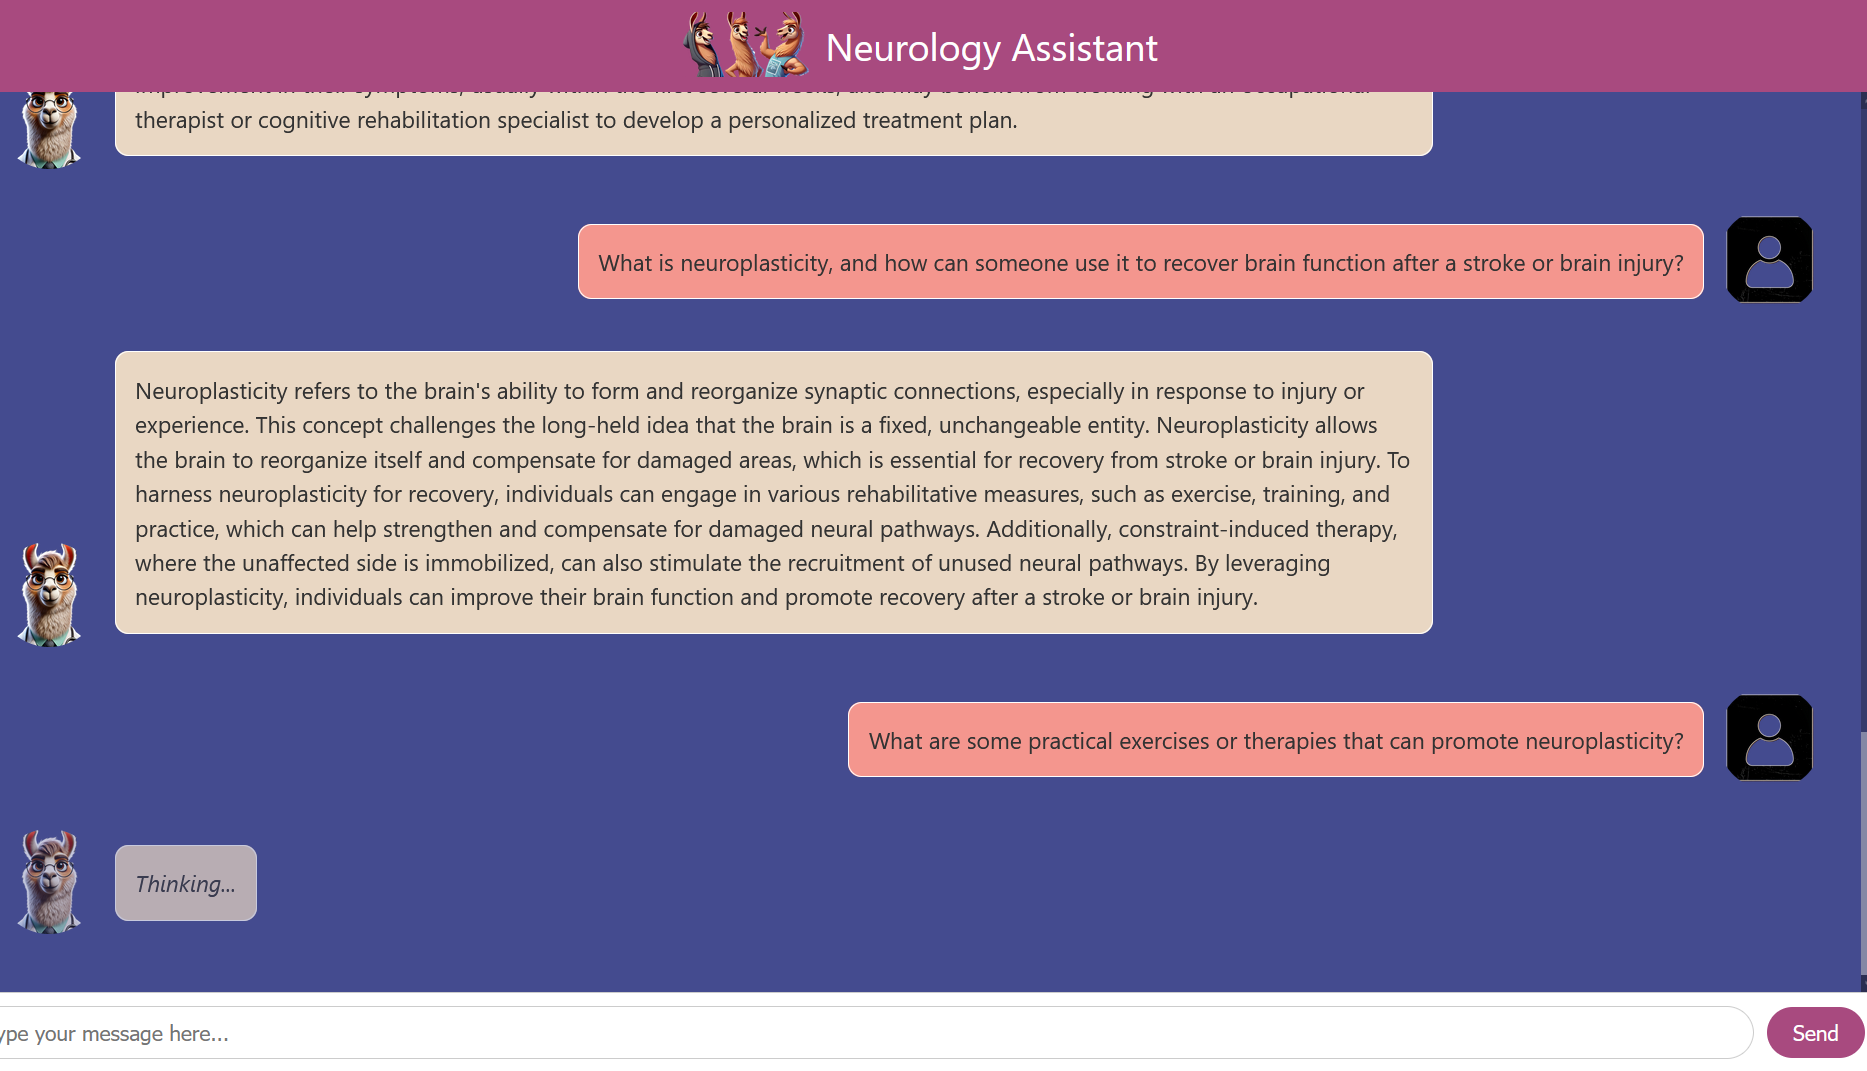 Neurology Assistant
therapist or cognitive rehabilitation specialist to develop a personalized treatment plan.
What is neuroplasticity, and how can someone use it to recover brain function after a stroke or brain injury?
Neuroplasticity refers to the brain's ability to form and reorganize synaptic connections, especially in response to injury or
experience. This concept challenges the long-held idea that the brain is a fixed, unchangeable entity. Neuroplasticity allows
the brain to reorganize itself and compensate for damaged areas, which is essential for recovery from stroke or brain injury. To
harness neuroplasticity for recovery, individuals can engage in various rehabilitative measures, such as exercise, training, and
practice, which can help strengthen and compensate for damaged neural pathways. Additionally, constraint-induced therapy,
where the unaffected side is immobilized, can also stimulate the recruitment of unused neural pathways. By leveraging
neuroplasticity, individuals can improve their brain function and promote recovery after a stroke or brain injury.
What are some practical exercises or therapies that can promote neuroplasticity?
Thinking...
ype your message here...
Send